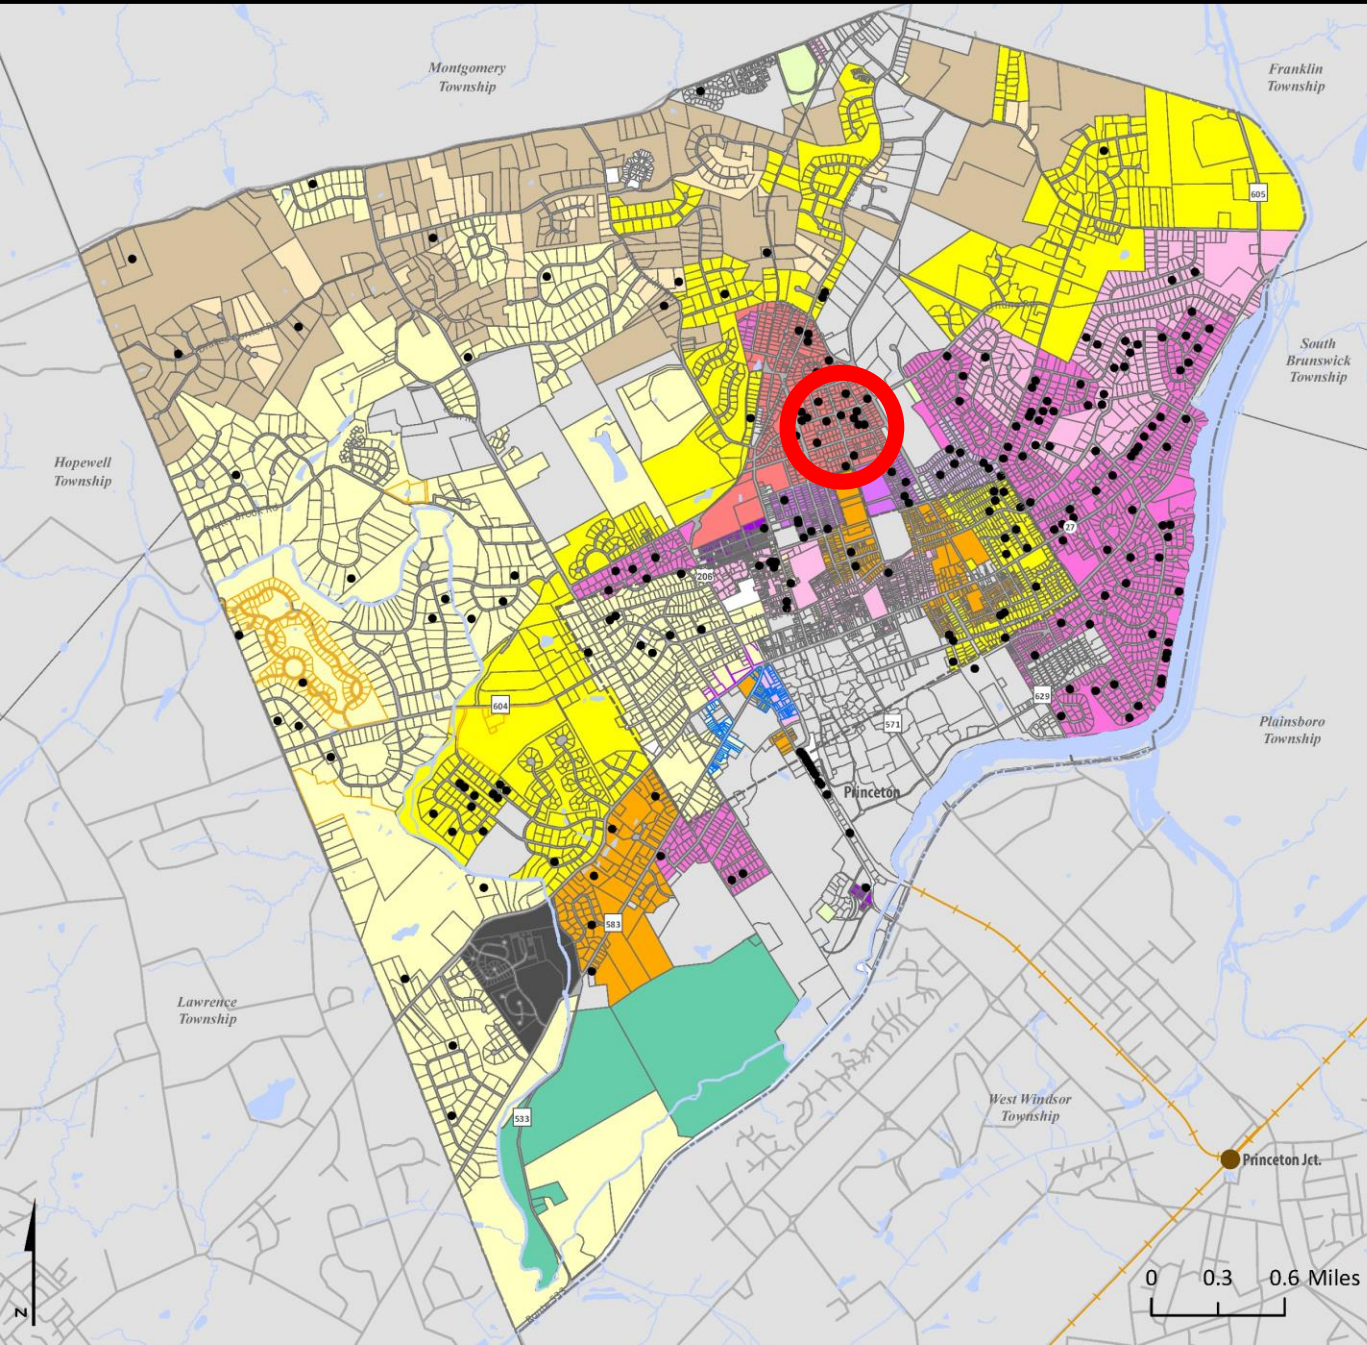 Montgomery
Township
Franklin
Township
605
South
Brunswick
Township
Hopewell
Township
27
206
604
629
571
Plainsboro
Township
Princeton
583
Lawrence
Township
533
West Windsor
Township
Princeton Jct.
0 0.3 0.6 Miles
N